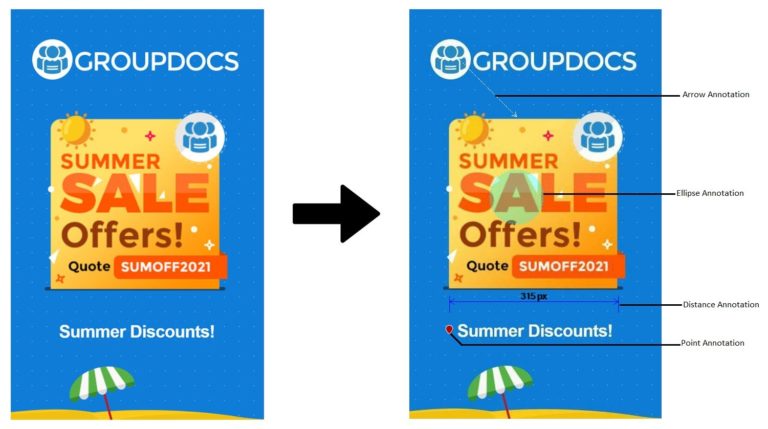 GROUPDOCS
SUMMER
SALE
Offers!
Quote SUMOFF2021
Summer Discounts!
GROUPDOCS
SUMMER
SALE
Offers!
Quote SUMOFF2021
315 px
Summer Discounts!
Arrow Annotation
Ellipse Annotation
Distance Annotation
Point Annotation